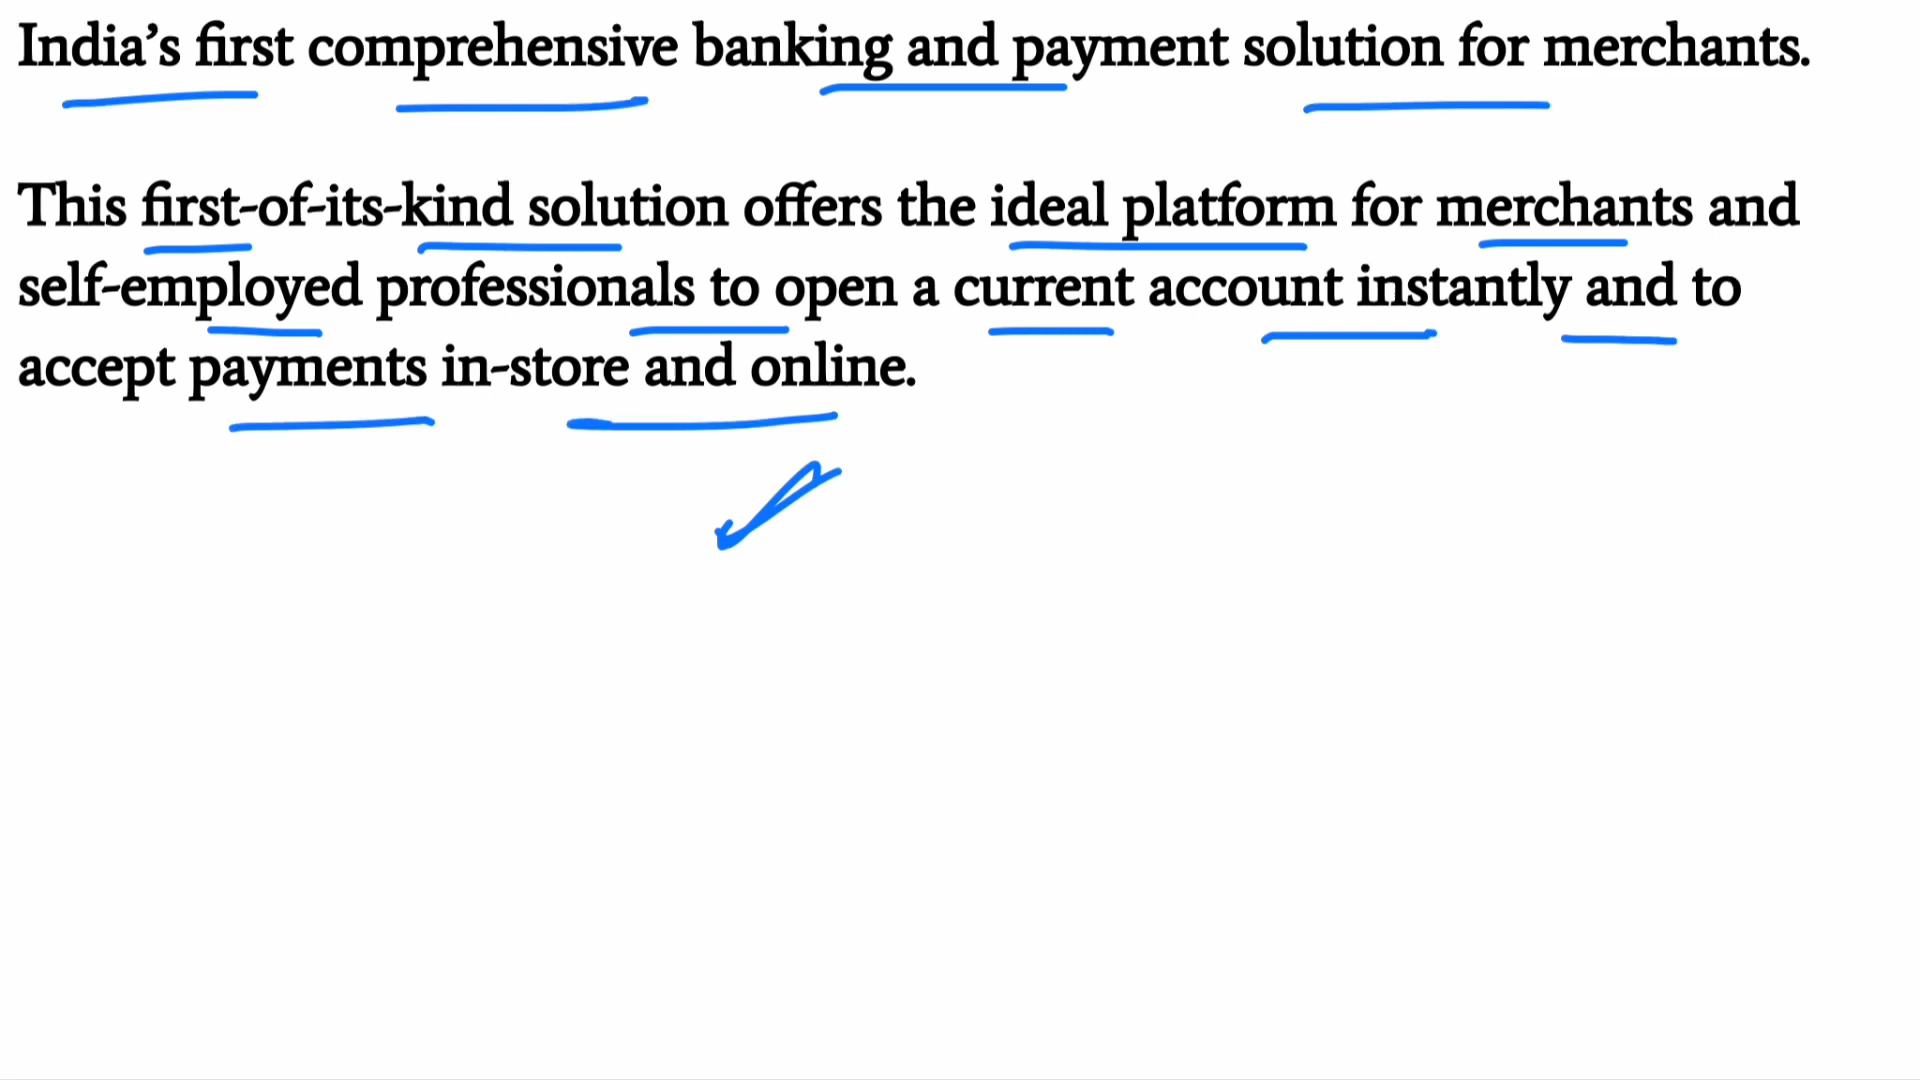 India’s first comprehensive banking and payment solution for merchants.
This first-of-its-kind solution offers the ideal platform for merchants and
self-employed professionals to open a current account instantly and to
accept payments in-store and online.